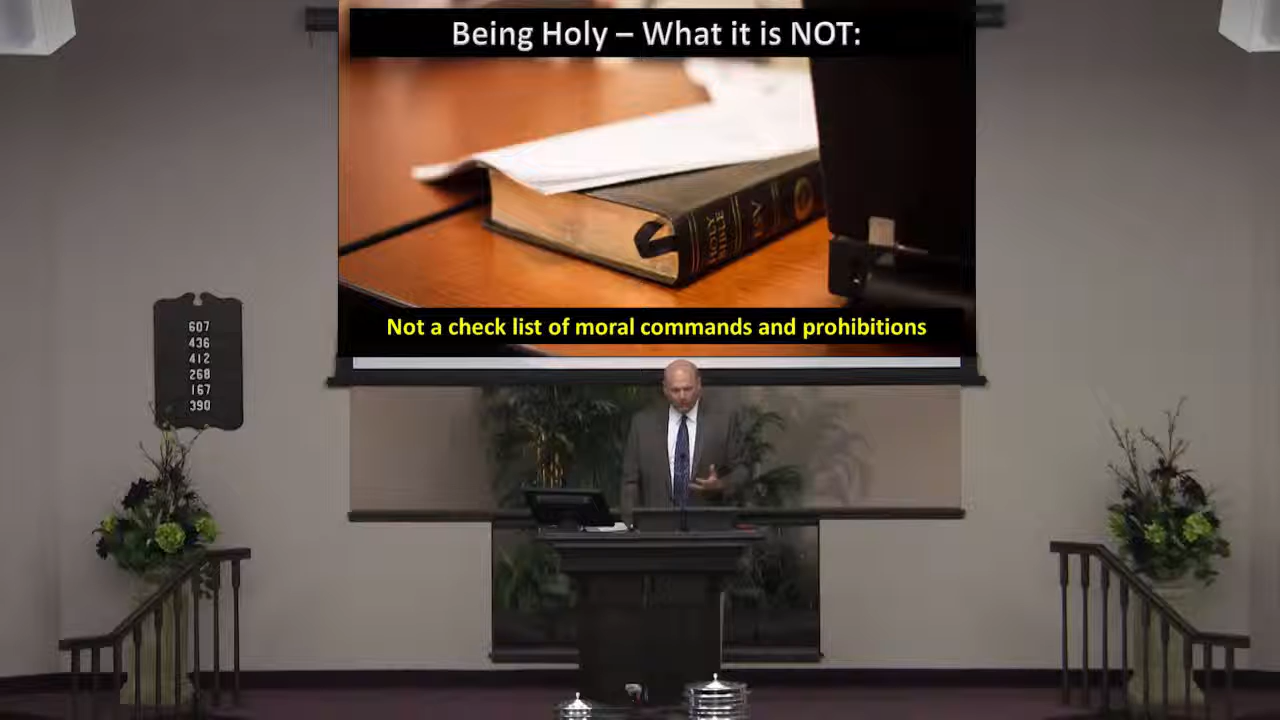 Being Holy – What it is NOT:
HOLY
BIBLE
ESV
Not a check list of moral commands and prohibitions
607
436
412
268
167
390